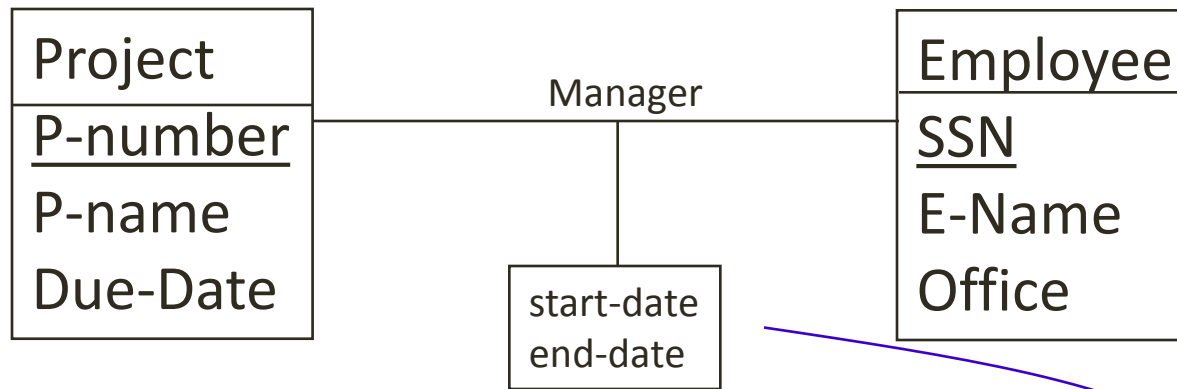 Project
P-number
P-name
Due-Date
Manager
start-date
end-date
Employee
SSN
E-Name
Office